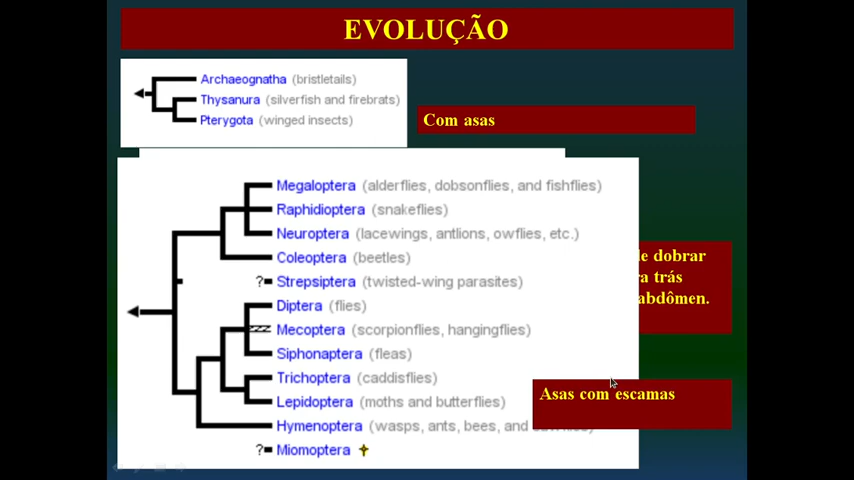 EVOLUÇÃO
Archaeognatha (bristletails)
Thysanura (silverfish and firebrats)
Pterygota (winged insects)
Com asas
Megaloptera (alderflies, dobsonflies, and fishflies)
Raphidioptera (snakeflies)
Neuroptera (lacewings, antlions, owflies, etc.)
Coleoptera (beetles)
?
Strepsiptera (twisted-wing parasites)
Diptera (flies)
Mecoptera (scorpionflies, hangingflies)
Siphonaptera (fleas)
Trichoptera (caddisflies)
Lepidoptera (moths and butterflies)
Hymenoptera (wasps, ants, bees, and
?
Miomoptera
dobrar
trás
abdômen.
Asas com escamas